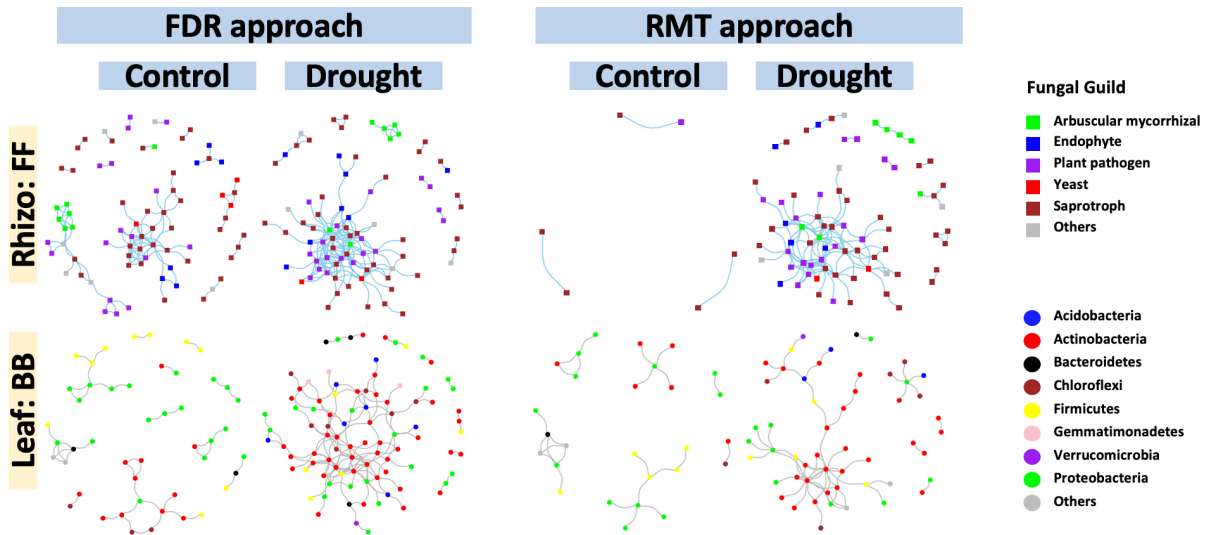 FDR approach
RMT approach
Control
Drought
Control
Drought
Rhizo: FF
Leaf: BB
Fungal Guild
Arbuscular mycorrhizal
Endophyte
Plant pathogen
Yeast
Saprotroph
Others
Acidobacteria
Actinobacteria
Bacteroidetes
Chloroflexi
Firmicutes
Gemmatimonadetes
Verrucomicrobia
Proteobacteria
Others